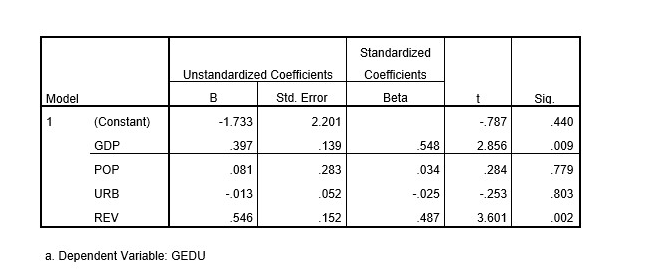 Standardized
Unstandardized Coefficients Coefficients
Model B Std. Error Beta t Sig.
1 (Constant) -1.733 2.201 -.787 .440
GDP .397 .139 .548 2.856 .009
POP .081 .283 .034 .284 .779
URB -.013 .052 -.025 -.253 .803
REV .546 .152 .487 3.601 .002
a. Dependent Variable: GEDU